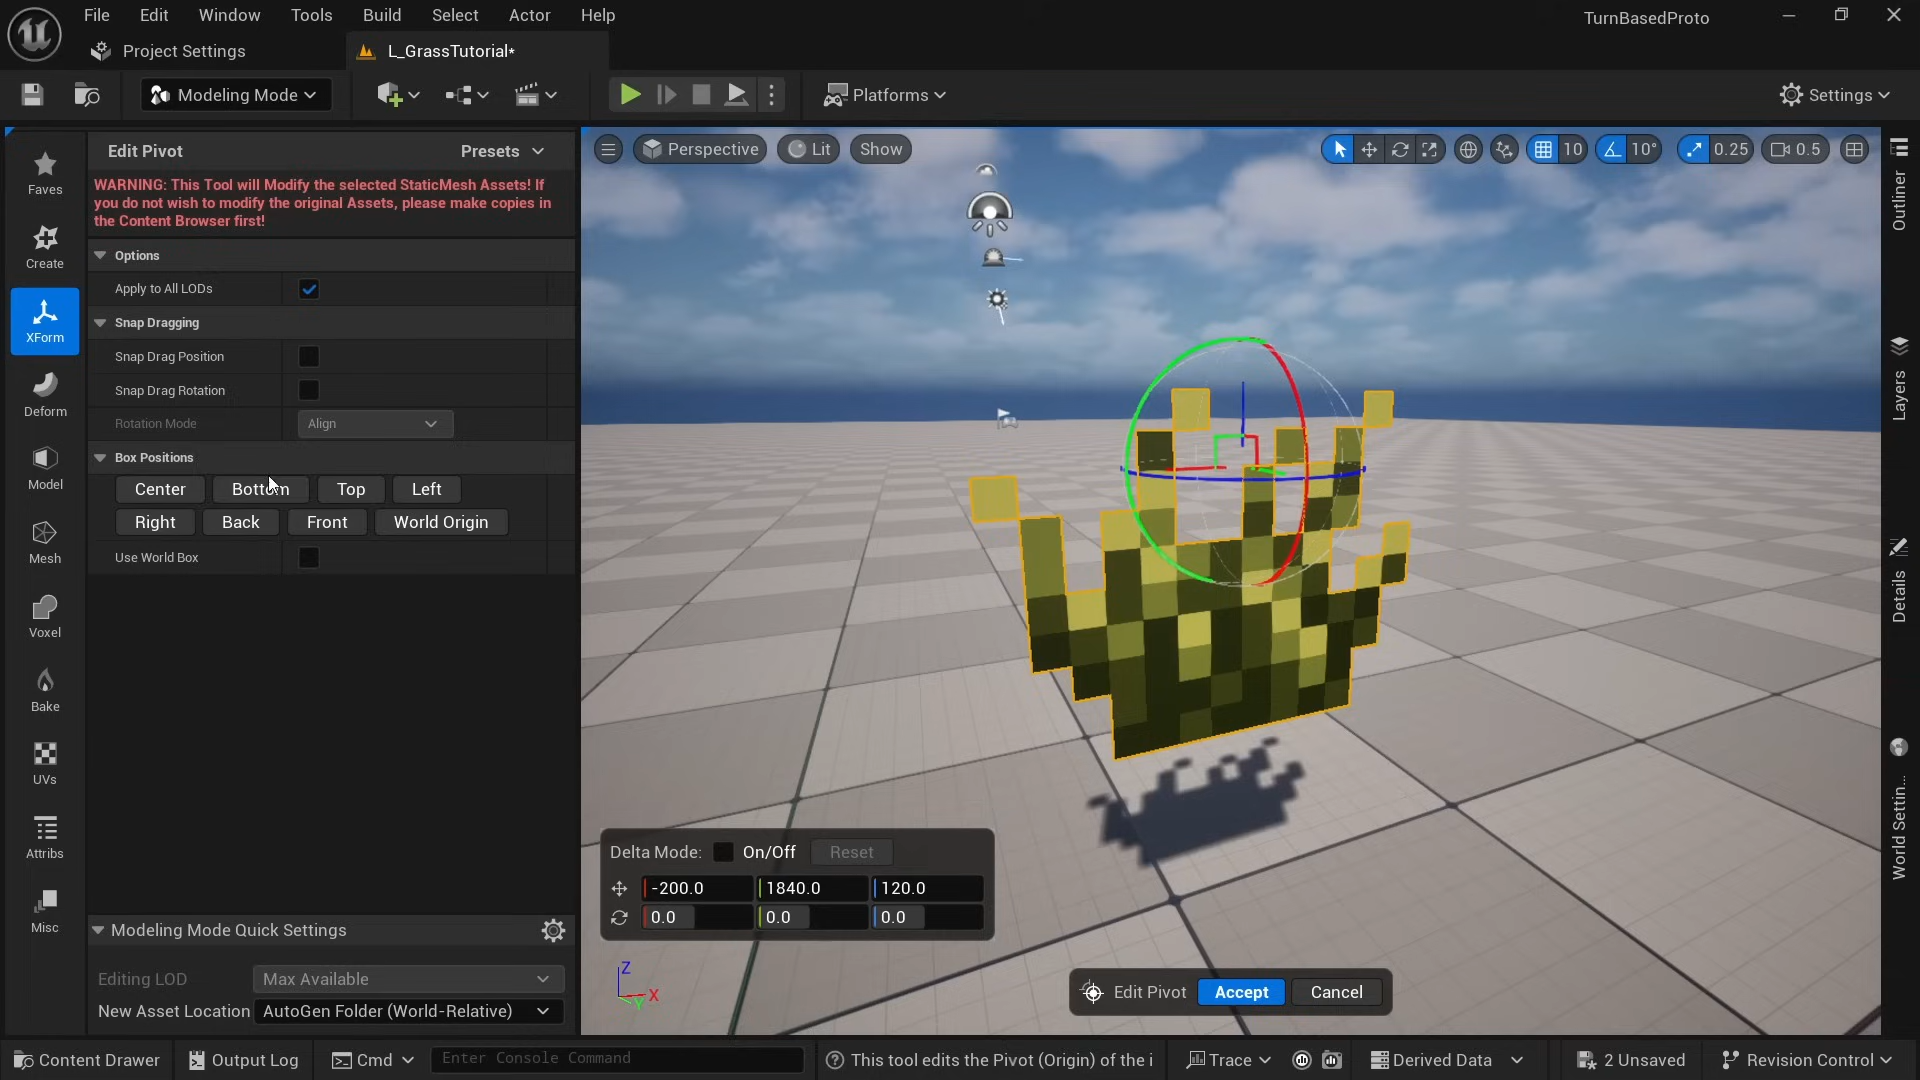 File Edit Window Tools Build Select Actor Help
TurnBasedProto
Project Settings
L_GrassTutorial*
Modeling Mode
Platforms
Settings
Faves
Create
XForm
Deform
Model
Mesh
Voxel
Bake
UVs
Attribs
Misc
Edit Pivot
Presets
WARNING: This Tool will Modify the selected StaticMesh Assets! If
you do not wish to modify the original Assets, please make copies in
the Content Browser first!
Options
Apply to All LODs
Snap Dragging
Snap Drag Position
Snap Drag Rotation
Rotation Mode Align
Box Positions
Center Bottom Top Left
Right Back Front World Origin
Use World Box
Modeling Mode Quick Settings
Editing LOD Max Available
New Asset Location AutoGen Folder (World-Relative)
Perspective Lit Show
10 10° 0.25 0.5
Delta Mode: On/Off Reset
-200.0 1840.0 120.0
0.0 0.0 0.0
Z
X
Y
Edit Pivot Accept Cancel
Outliner
Layers
Details
World Settin...
Content Drawer Output Log Cmd Enter Console Command This tool edits the Pivot (Origin) of the i Trace Derived Data 2 Unsaved Revision Control